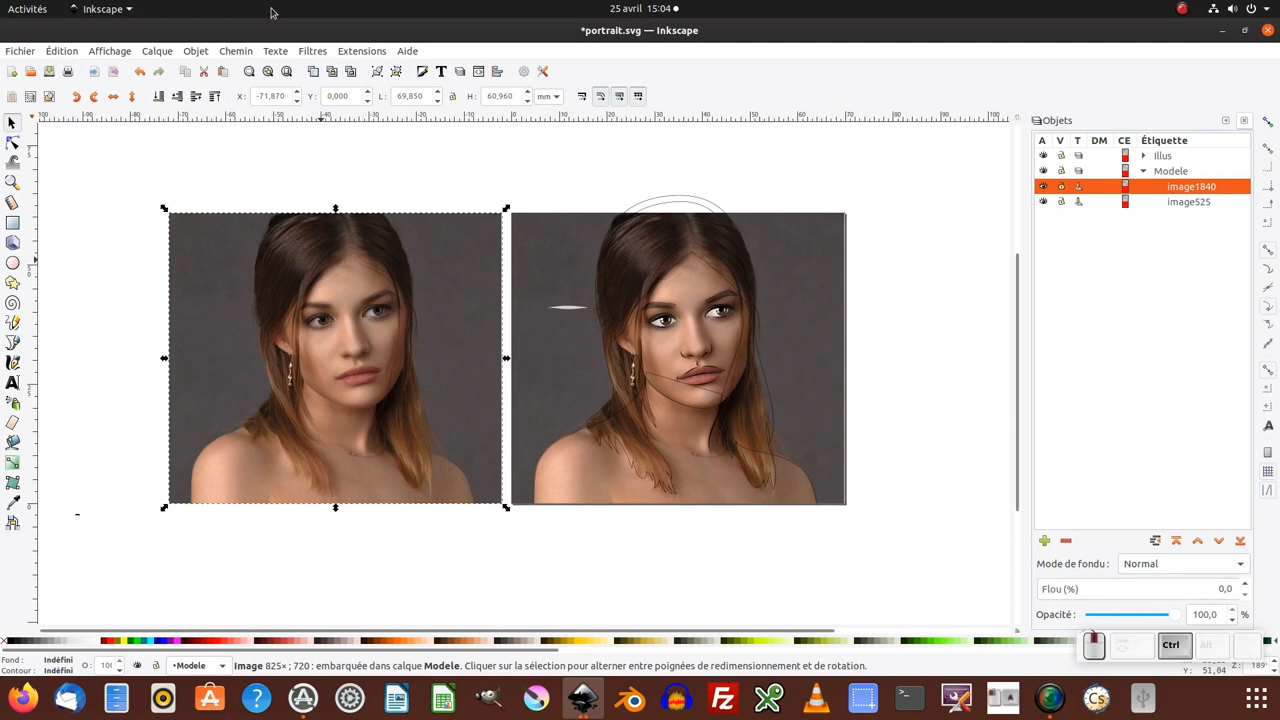 Activités Inkscape 25 avril 15:04
*portrait.svg — Inkscape
Fichier Édition Affichage Calque Objet Chemin Texte Filtres Extensions Aide
X: -71,870 Y: 0,000 L: 69,850 H: 60,960 mm
Objets
A V T DM CE Étiquette
Illus
Modele
image1840
image525
Mode de fondu : Normal
Flou (%) 0,0
Opacité : 100,0 %
Ctrl Alt
Fond : Indéfini
Contour : Indéfini
•Modele
Image 825 × 720 : embarquée dans calque Modele. Cliquer sur la sélection pour alterner entre poignées de redimensionnement et de rotation.
Y: 51,04